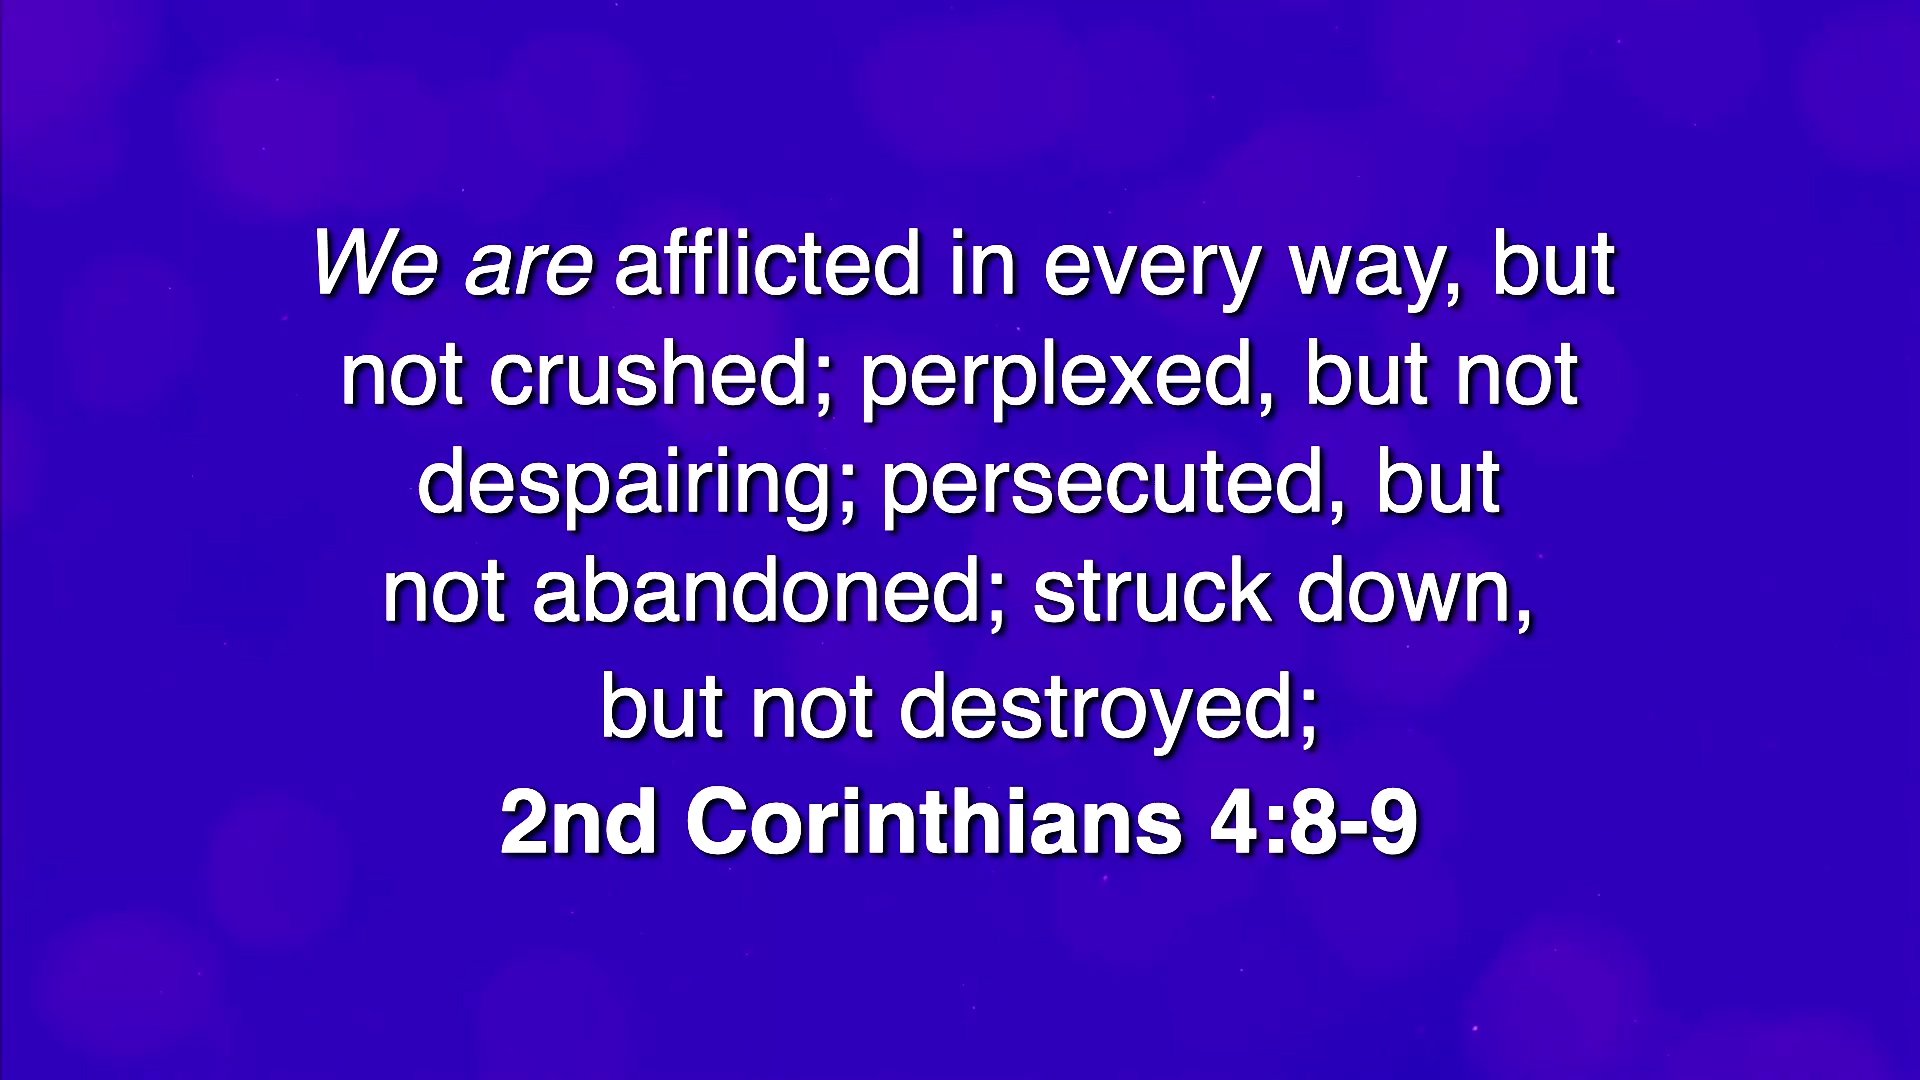 We are afflicted in every way, but
not crushed; perplexed, but not
despairing; persecuted, but
not abandoned; struck down,
but not destroyed;
2nd Corinthians 4:8-9